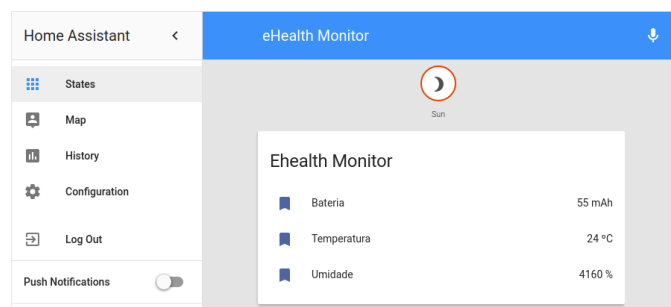 Home Assistant
eHealth Monitor
States
Map
History
Configuration
Log Out
Push Notifications
Sun
Ehealth Monitor
Bateria 55 mAh
Temperatura 24 ºC
Umidade 4160 %